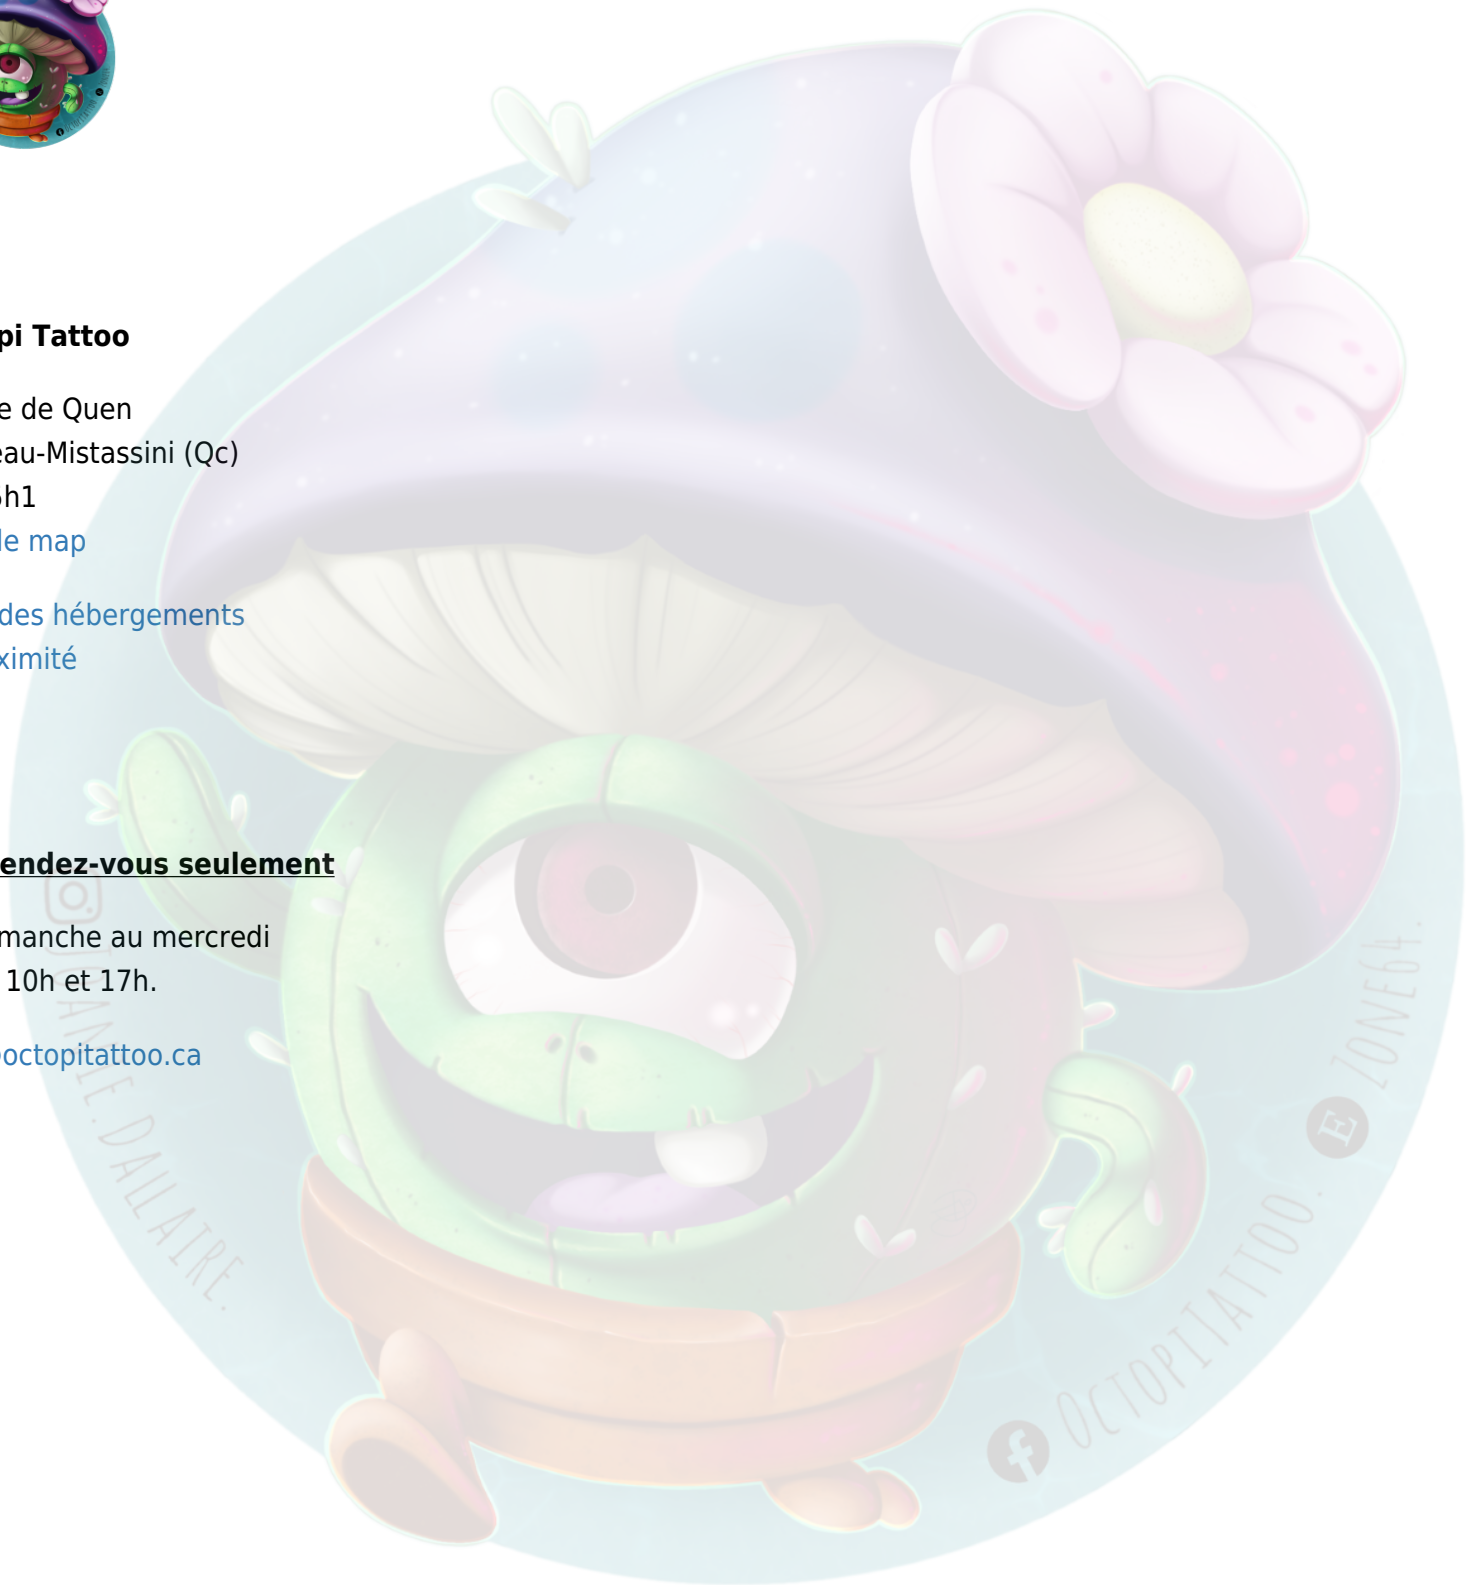 pi Tattoo
e de Quen
eau-Mistassini (Qc)
h1
le map
des hébergements
ximité
endez-vous seulement
manche au mercredi
10h et 17h.
octopitattoo.ca
JOANIE.DALLAIRE.
OCTOPITATTOO.
E ZONE64.